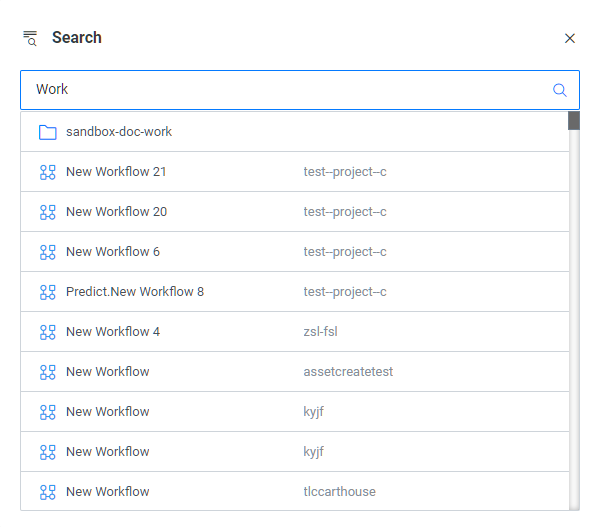 Search
Work
sandbox-doc-work
New Workflow 21 test--project--c
New Workflow 20 test--project--c
New Workflow 6 test--project--c
Predict.New Workflow 8 test--project--c
New Workflow 4 zsl-fsl
New Workflow assetcreatetest
New Workflow kyjf
New Workflow kyjf
New Workflow tlccarthouse